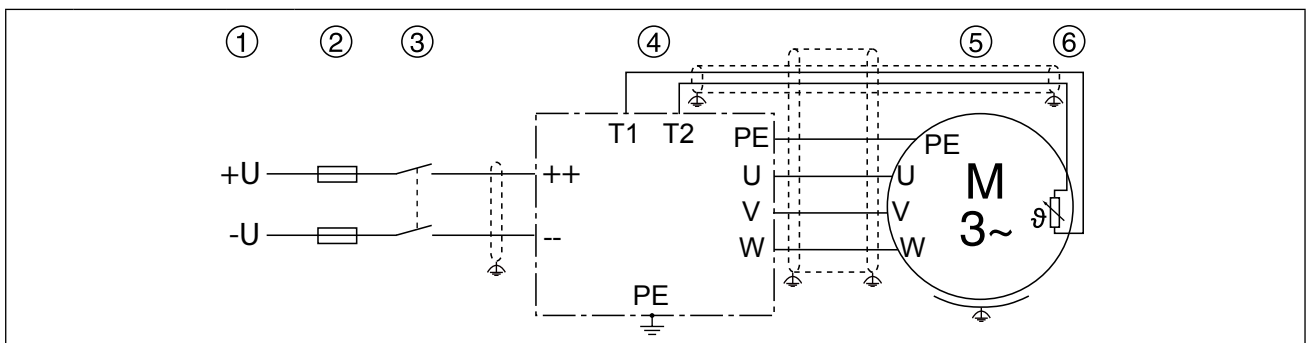 ① ② ③ ④ ⑤ ⑥
T1 T2
PE PE
+U ++ U U M
V V 3~ ϑ
-U -- W W
PE